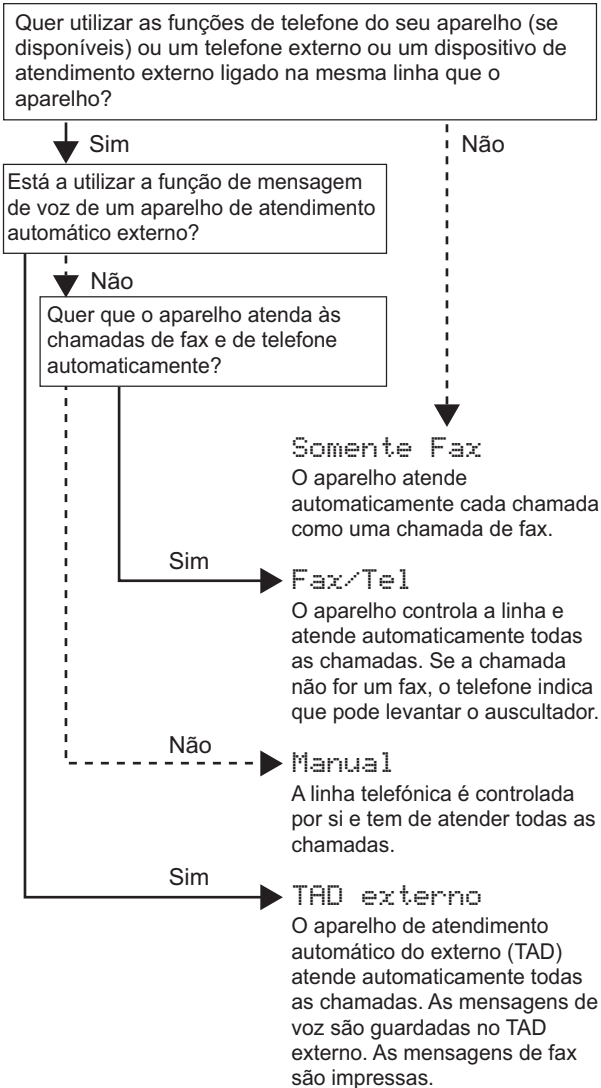 Quer utilizar as funções de telefone do seu aparelho (se
disponíveis) ou um telefone externo ou um dispositivo de
atendimento externo ligado na mesma linha que o
aparelho?
Sim
Não
Está a utilizar a função de mensagem
de voz de um aparelho de atendimento
automático externo?
Não
Quer que o aparelho atenda às
chamadas de fax e de telefone
automaticamente?
Somente Fax
O aparelho atende
automaticamente cada chamada
como uma chamada de fax.
Sim
Fax/Tel
O aparelho controla a linha e
atende automaticamente todas
as chamadas. Se a chamada
não for um fax, o telefone indica
que pode levantar o auscultador.
Não
Manual
A linha telefónica é controlada
por si e tem de atender todas as
chamadas.
Sim
TAD externo
O aparelho de atendimento
automático do externo (TAD)
atende automaticamente todas
as chamadas. As mensagens de
voz são guardadas no TAD
externo. As mensagens de fax
são impressas.